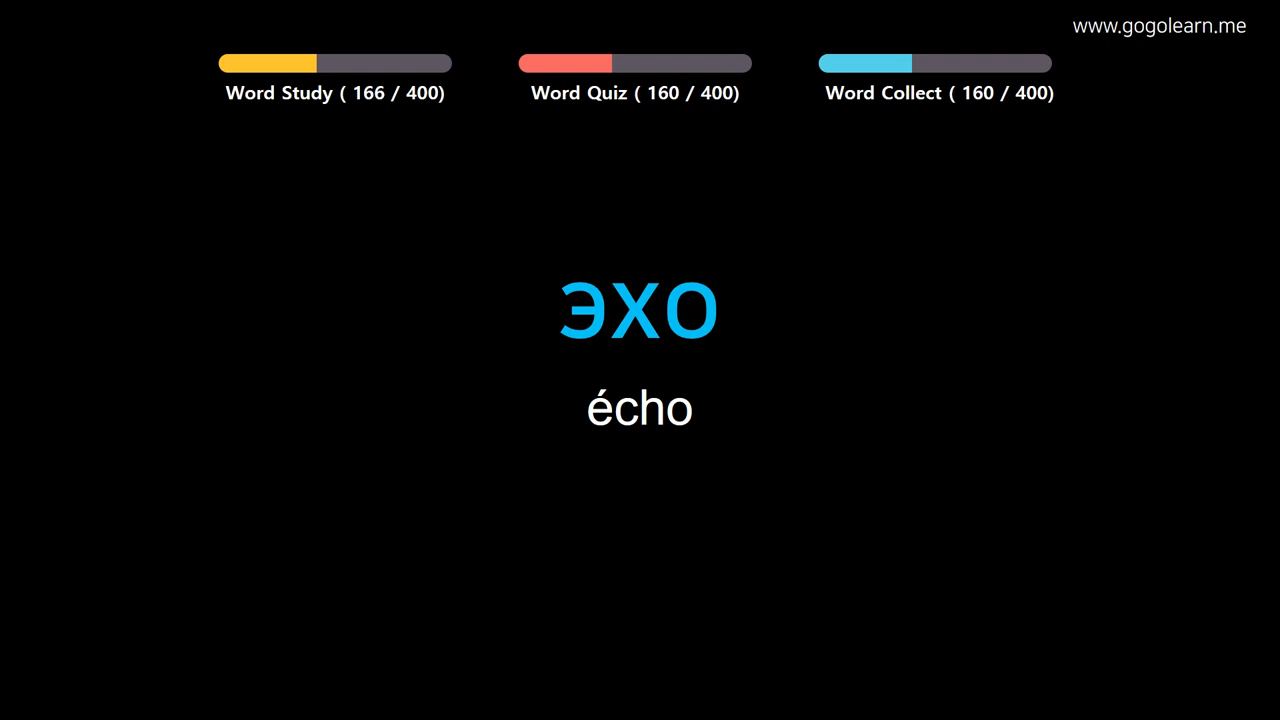 www.gogolearn.me
Word Study ( 166 / 400)
Word Quiz ( 160 / 400)
Word Collect ( 160 / 400)
эхо
écho